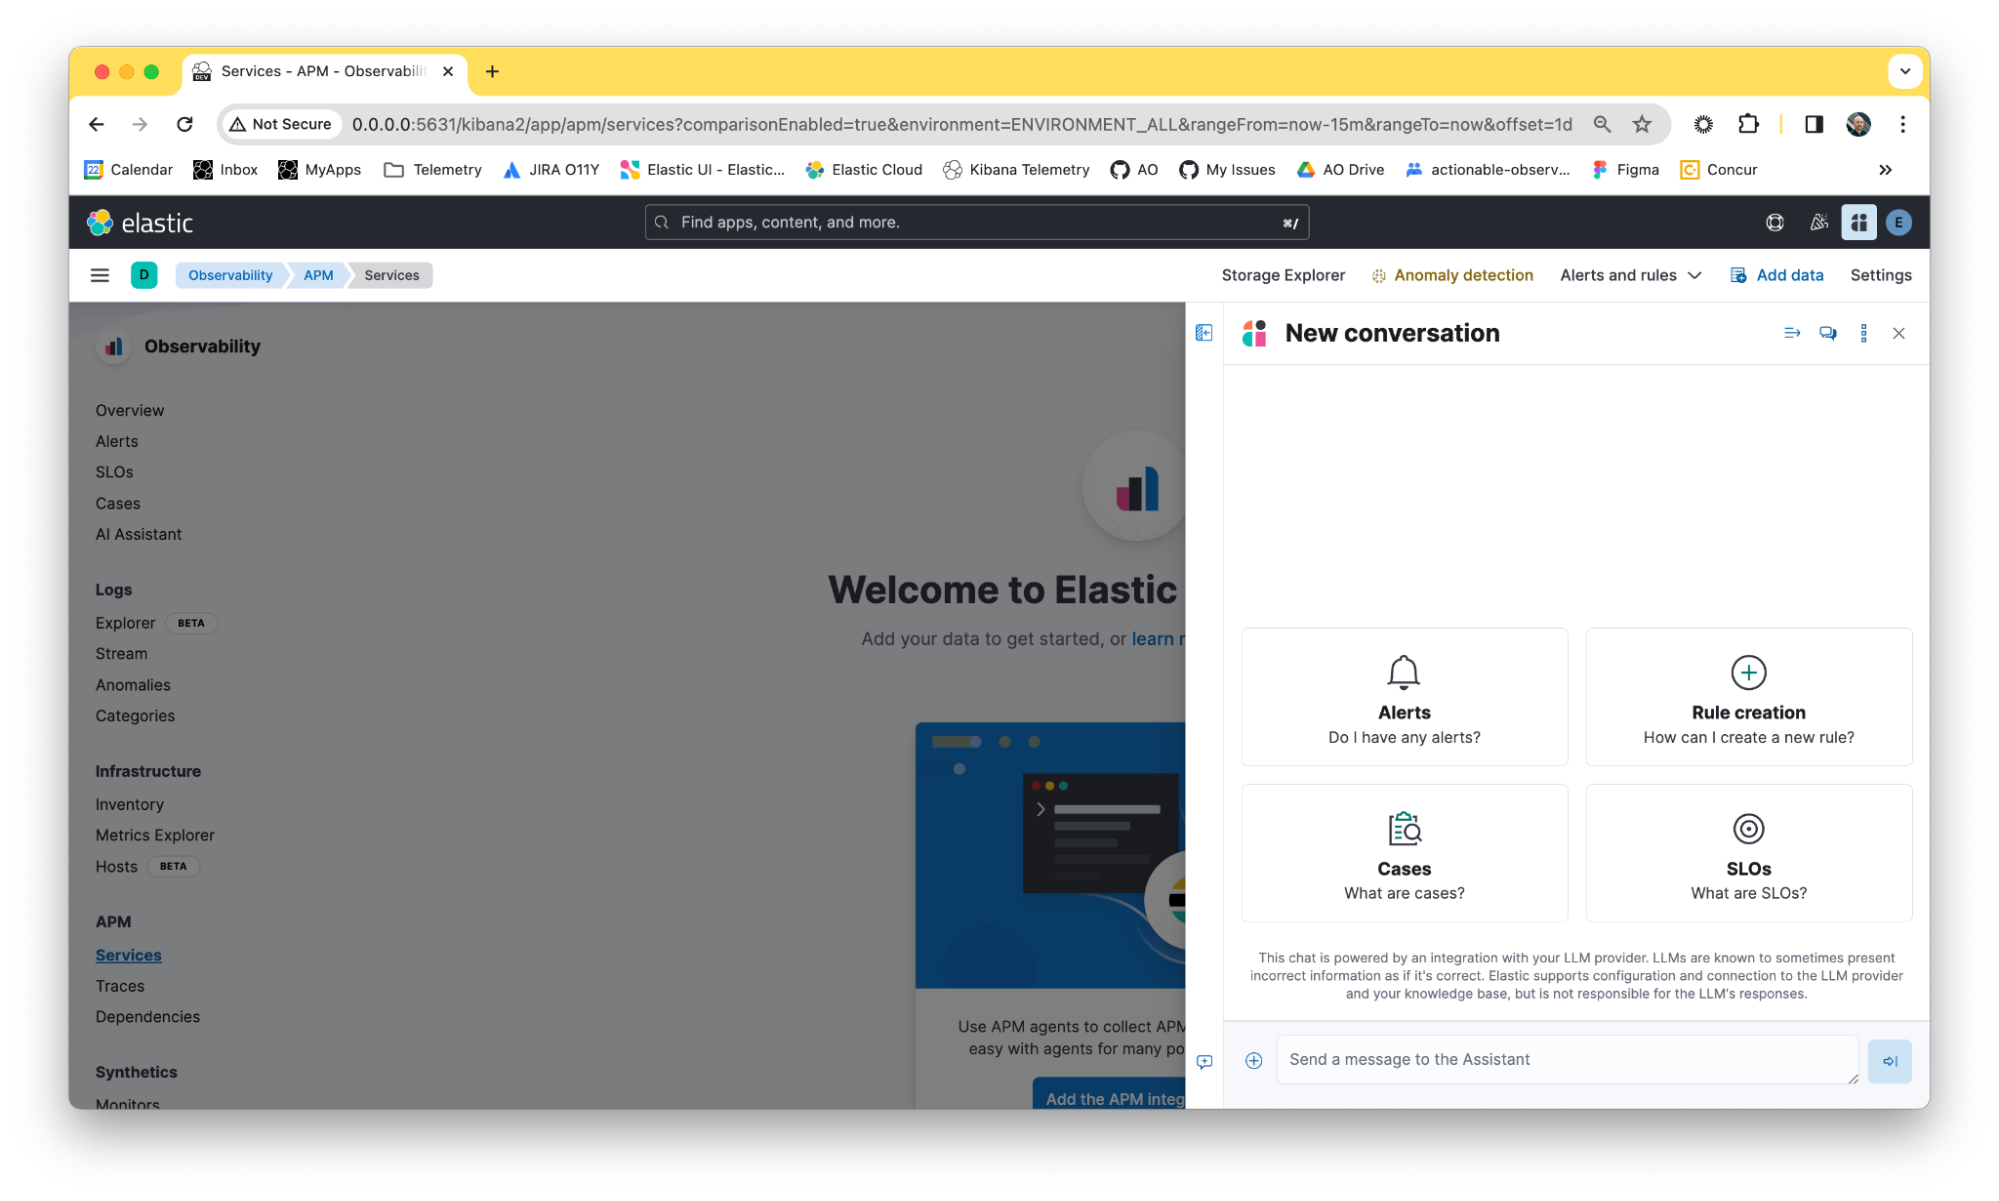 Services - APM - Observabili
Not Secure
0.0.0.0:5631/kibana2/app/apm/services?comparisonEnabled=true&environment=ENVIRONMENT_ALL&rangeFrom=now-15m&rangeTo=now&offset=1d
22 Calendar
Inbox
MyApps
Telemetry
JIRA O11Y
Elastic UI - Elastic...
Elastic Cloud
Kibana Telemetry
AO
My Issues
AO Drive
actionable-observ...
Figma
Concur
elastic
Find apps, content, and more.
⌘/
E
D
Observability
APM
Services
Storage Explorer
Anomaly detection
Alerts and rules
Add data
Settings
Observability
Overview
Alerts
SLOs
Cases
AI Assistant
Logs
Explorer BETA
Stream
Anomalies
Categories
Infrastructure
Inventory
Metrics Explorer
Hosts BETA
APM
Services
Traces
Dependencies
Synthetics
Monitors
Welcome to Elastic
Add your data to get started, or learn
Use APM agents to collect APM
easy with agents for many po
Add the APM integ
New conversation
Alerts
Do I have any alerts?
Rule creation
How can I create a new rule?
Cases
What are cases?
SLOs
What are SLOs?
This chat is powered by an integration with your LLM provider. LLMs are known to sometimes present
incorrect information as if it's correct. Elastic supports configuration and connection to the LLM provider
and your knowledge base, but is not responsible for the LLM's responses.
Send a message to the Assistant